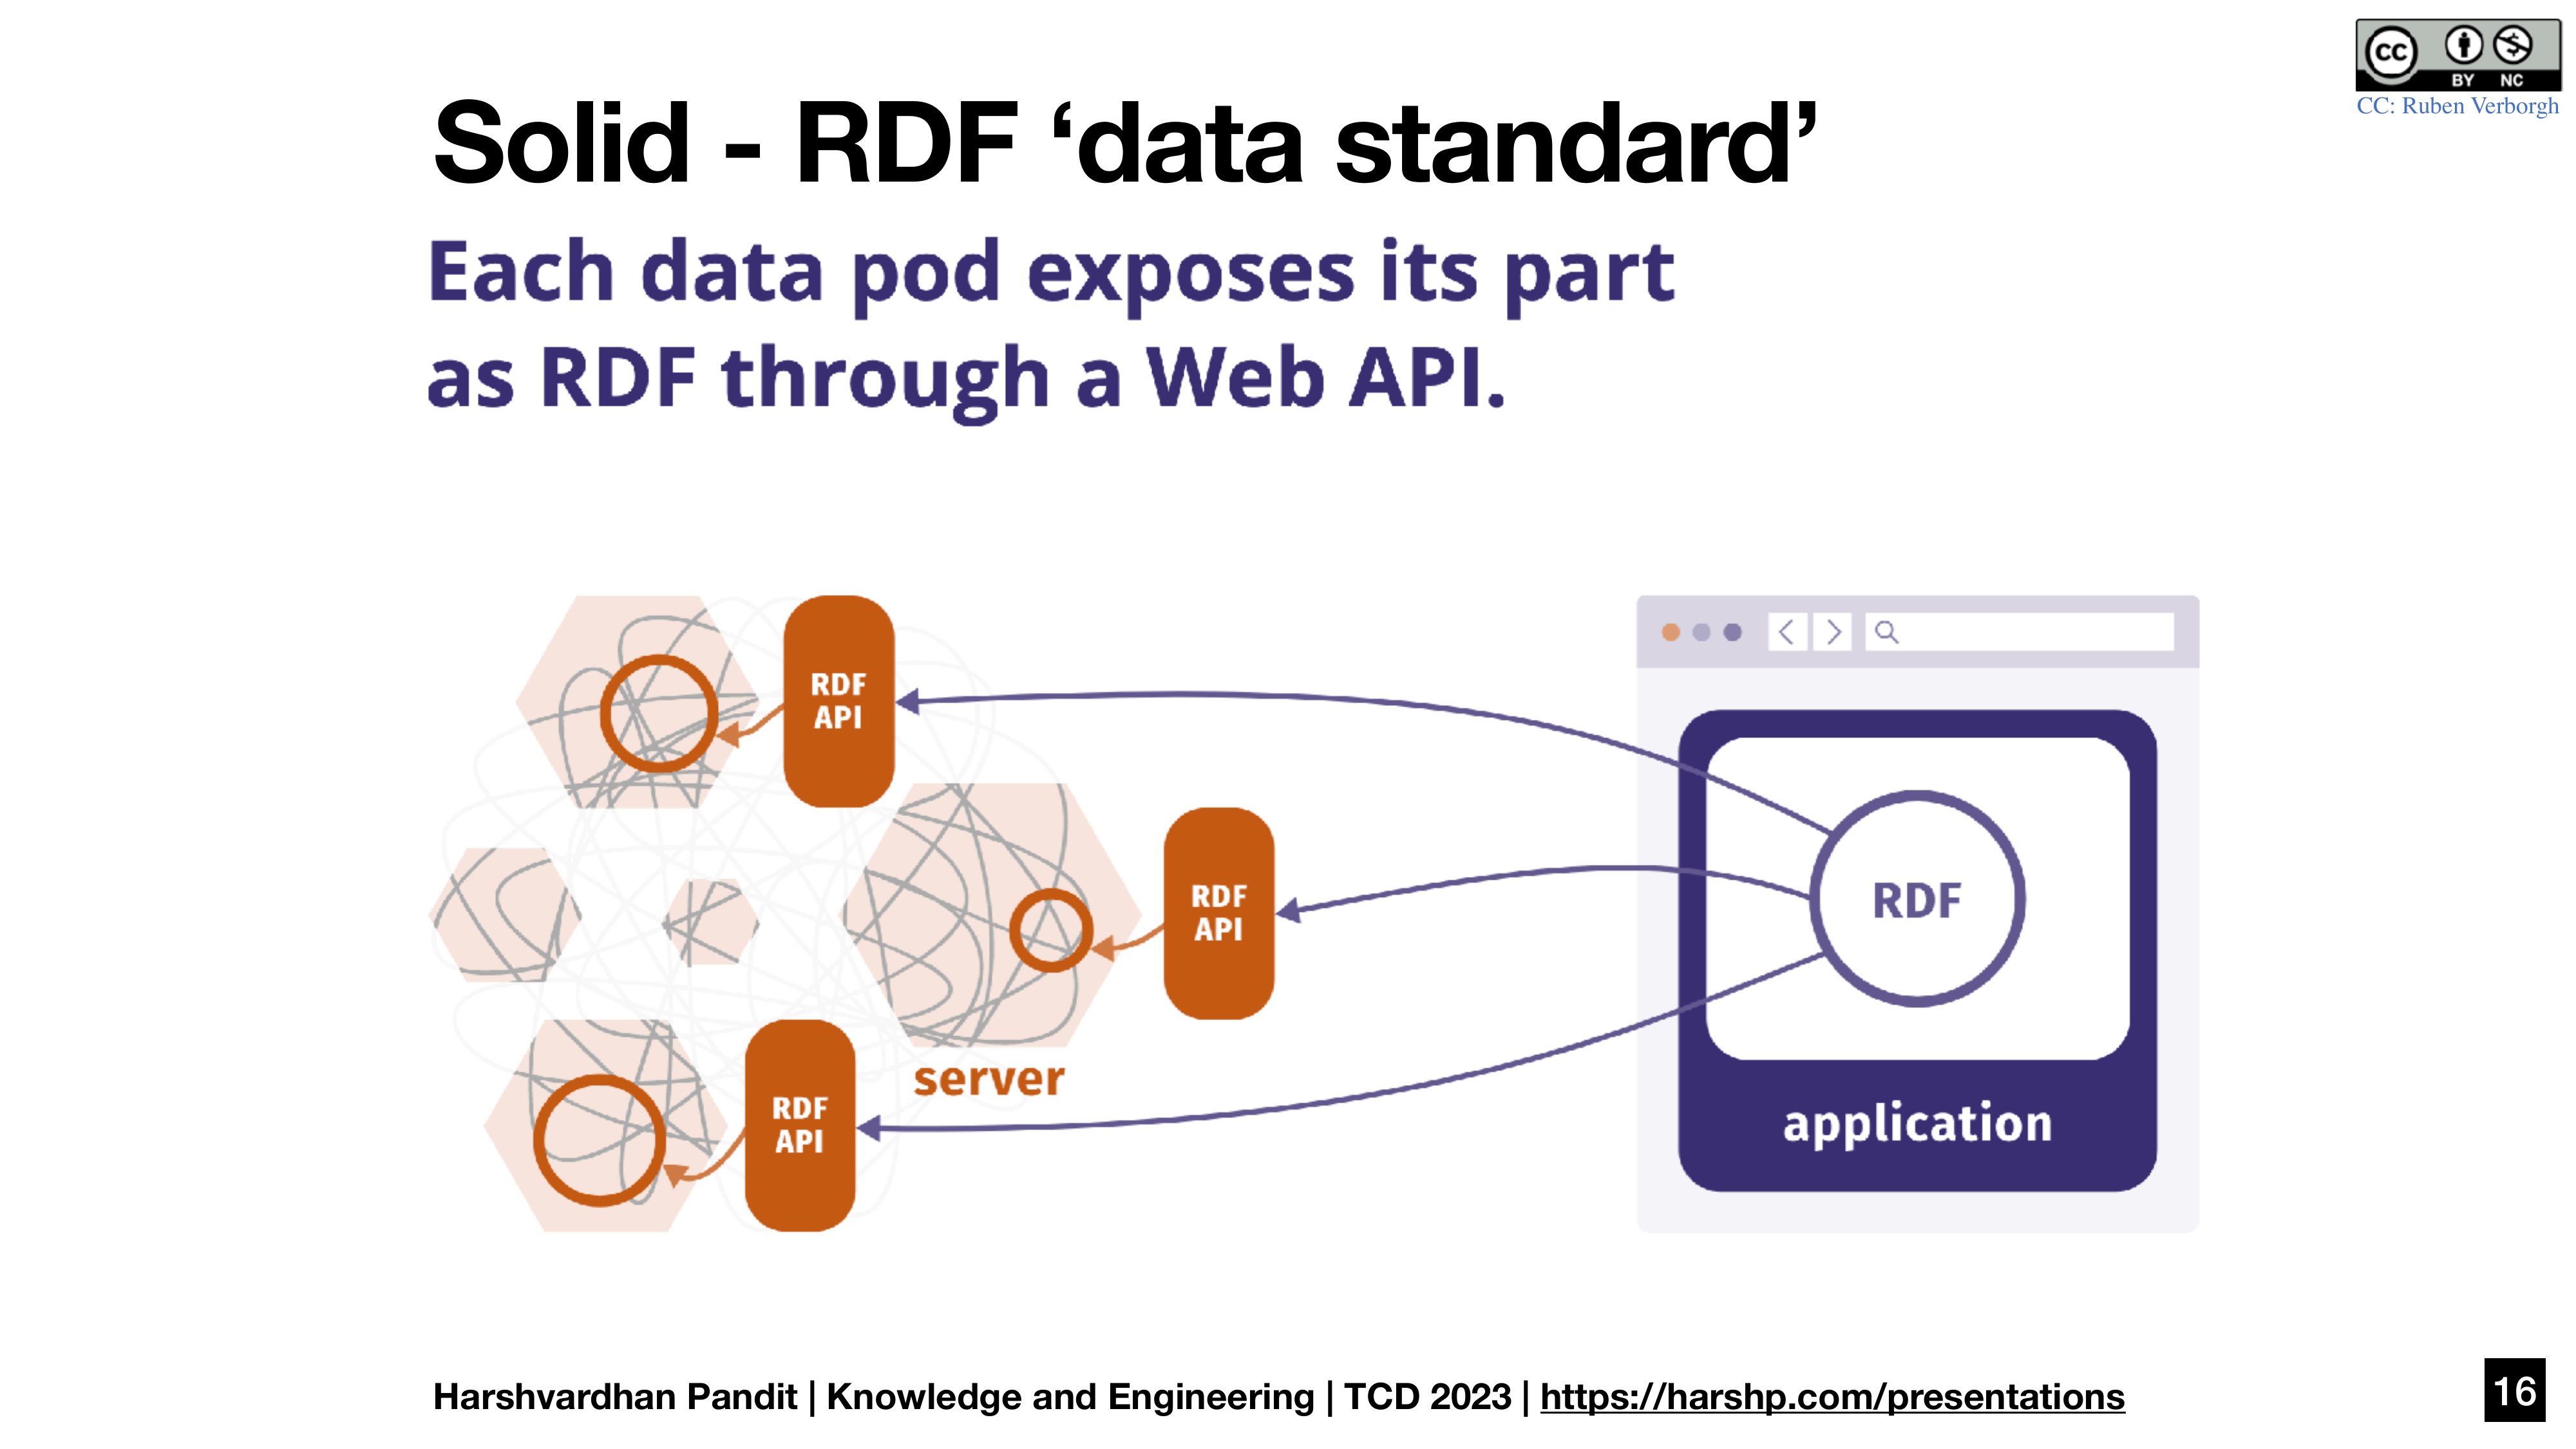 CC BY NC
CC: Ruben Verborgh
Solid - RDF ‘data standard’
Each data pod exposes its part
as RDF through a Web API.
RDF
API
RDF
API
RDF
API
server
RDF
application
Harshvardhan Pandit | Knowledge and Engineering | TCD 2023 | https://harshp.com/presentations
16